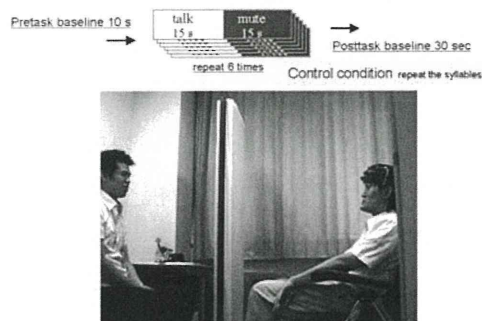 Pretask baseline 10 s
talk mute
15 s 15 s
Posttask baseline 30 sec
repeat 6 times
Control condition repeat the syllables